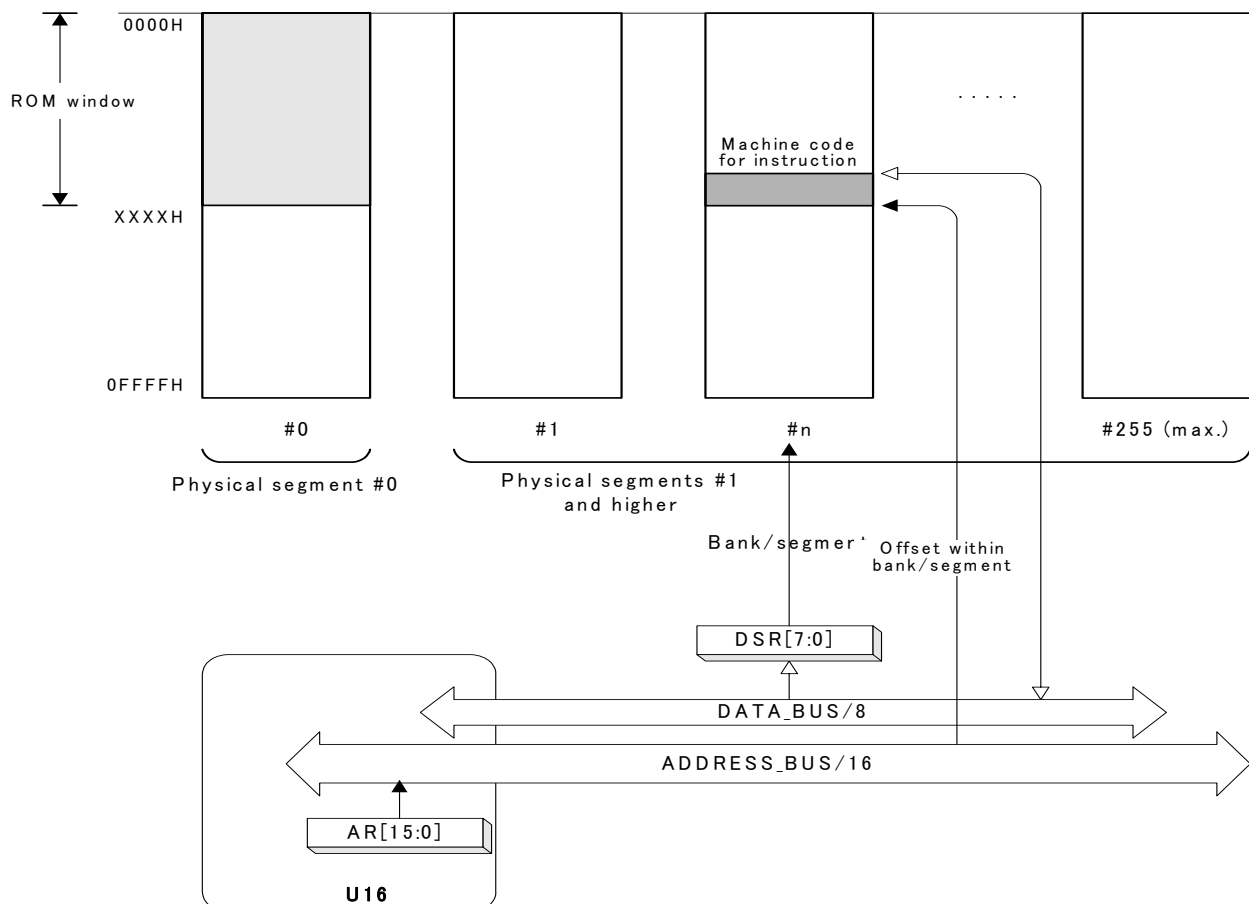 0000H
ROM window
. . . . .
Machine code
for instruction
XXXXH
0FFFFH
#0
#1
#n
#255 (max.)
Physical segment #0
Physical segments #1
and higher
Offset within
bank/segment
DSR[7:0]
DATA_BUS/8
ADDRESS_BUS/16
AR[15:0]
U16